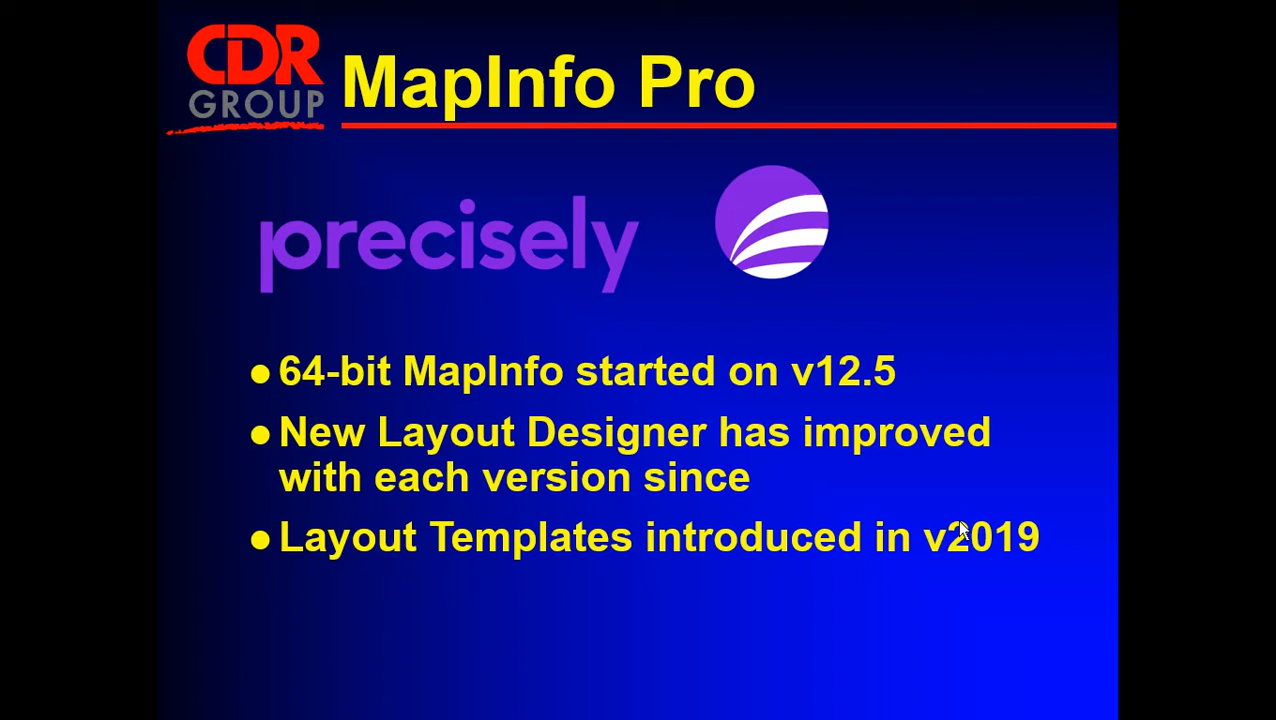 CDR
GROUP
MapInfo Pro
precisely
● 64-bit MapInfo started on v12.5
● New Layout Designer has improved
with each version since
● Layout Templates introduced in v2019